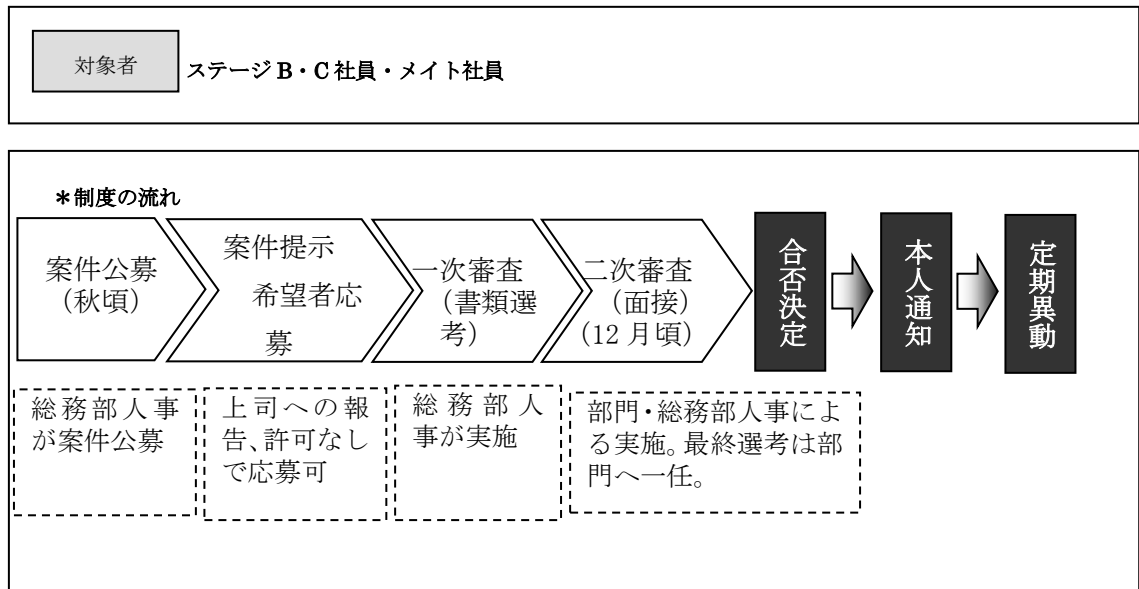 対象者
ステージB・C社員・メイト社員
＊制度の流れ
案件公募
（秋頃）
案件提示
希望者応
募
一次審査
（書類選
考）
二次審査
（面接）
（12月頃）
合否決定
本人通知
定期異動
総務部人事
が案件公募
上司への報
告、許可なし
で応募可
総務部人
事が実施
部門・総務部人事によ
る実施。最終選考は部
門へ一任。